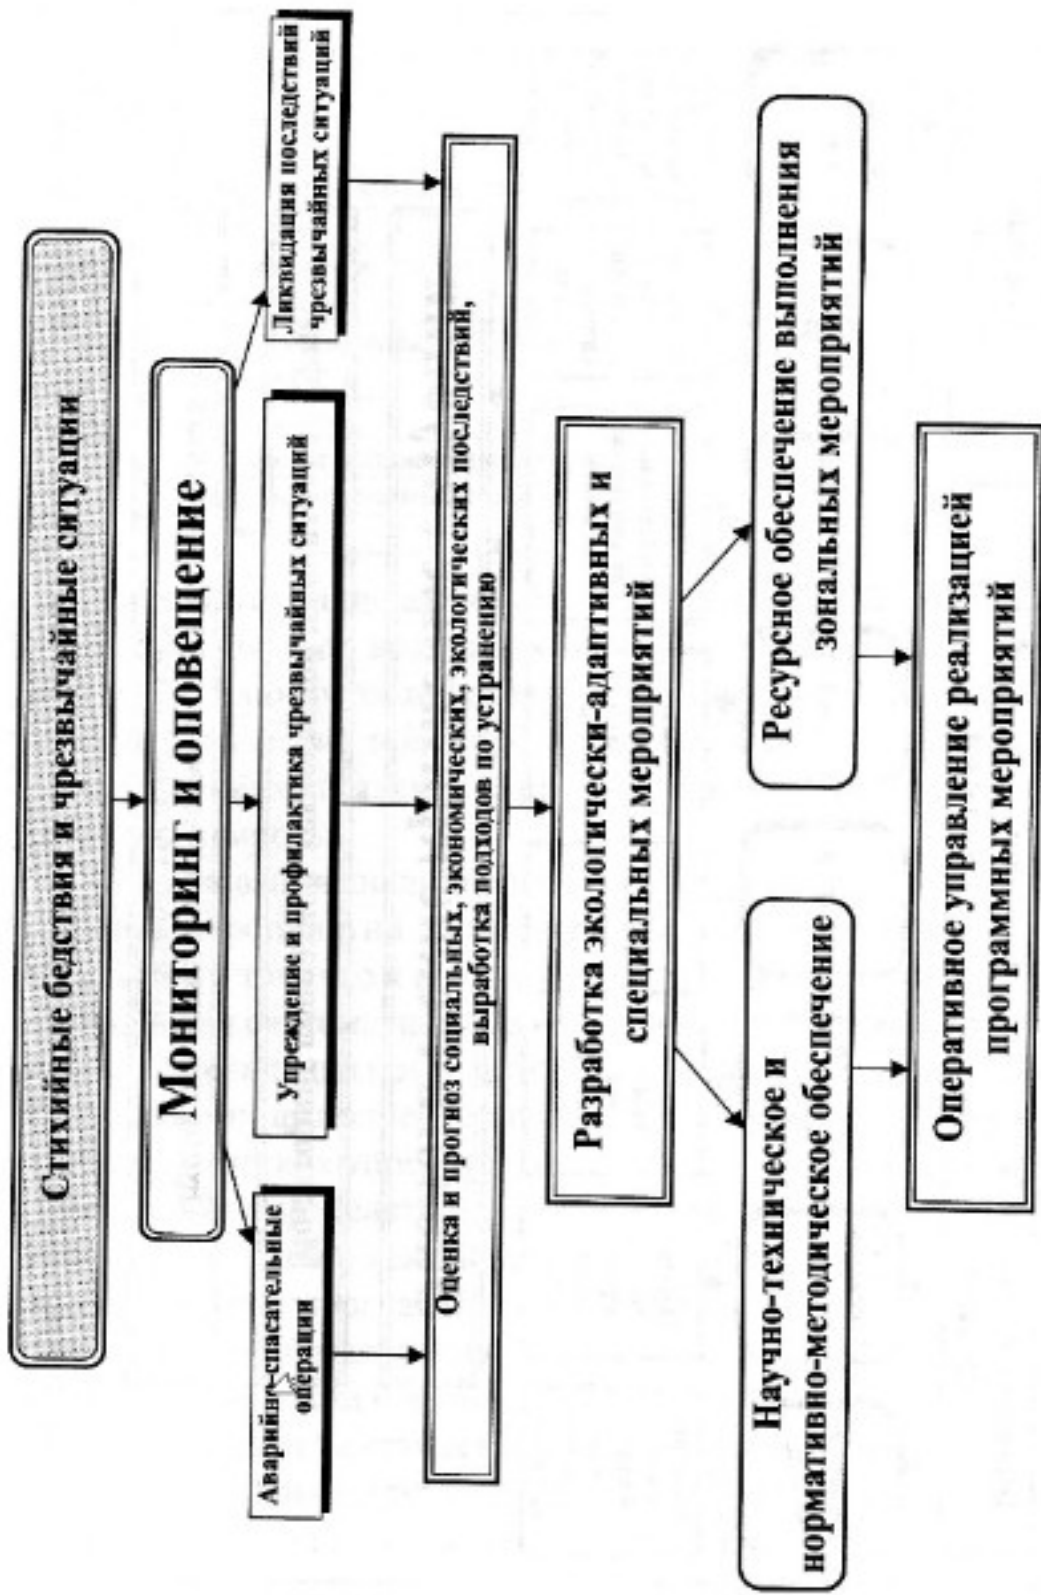 Стихийные бедствия и чрезвычайные ситуации
Мониторинг и оповещение
Аварийно-спасательные
операции
Упреждение и профилактика чрезвычайных ситуаций
Ликвидация последствий
чрезвычайных ситуаций
Оценка и прогноз социальных, экономических, экологических последствий,
выработка подходов по устранению
Разработка экологически-адаптивных и
специальных мероприятий
Научно-техническое и
нормативно-методическое обеспечение
Ресурсное обеспечение выполнения
зональных мероприятий
Оперативное управление реализацией
программных мероприятий